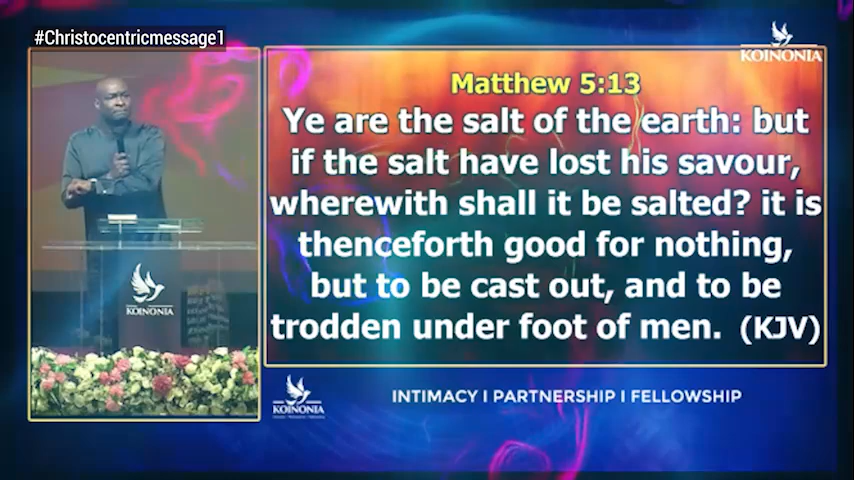 #Christocentricmessage1
KOINONIA
Matthew 5:13
Ye are the salt of the earth: but
if the salt have lost his savour,
wherewith shall it be salted? it is
thenceforth good for nothing,
but to be cast out, and to be
trodden under foot of men. (KJV)
KOINONIA
KOINONIA
INTIMACY I PARTNERSHIP I FELLOWSHIP